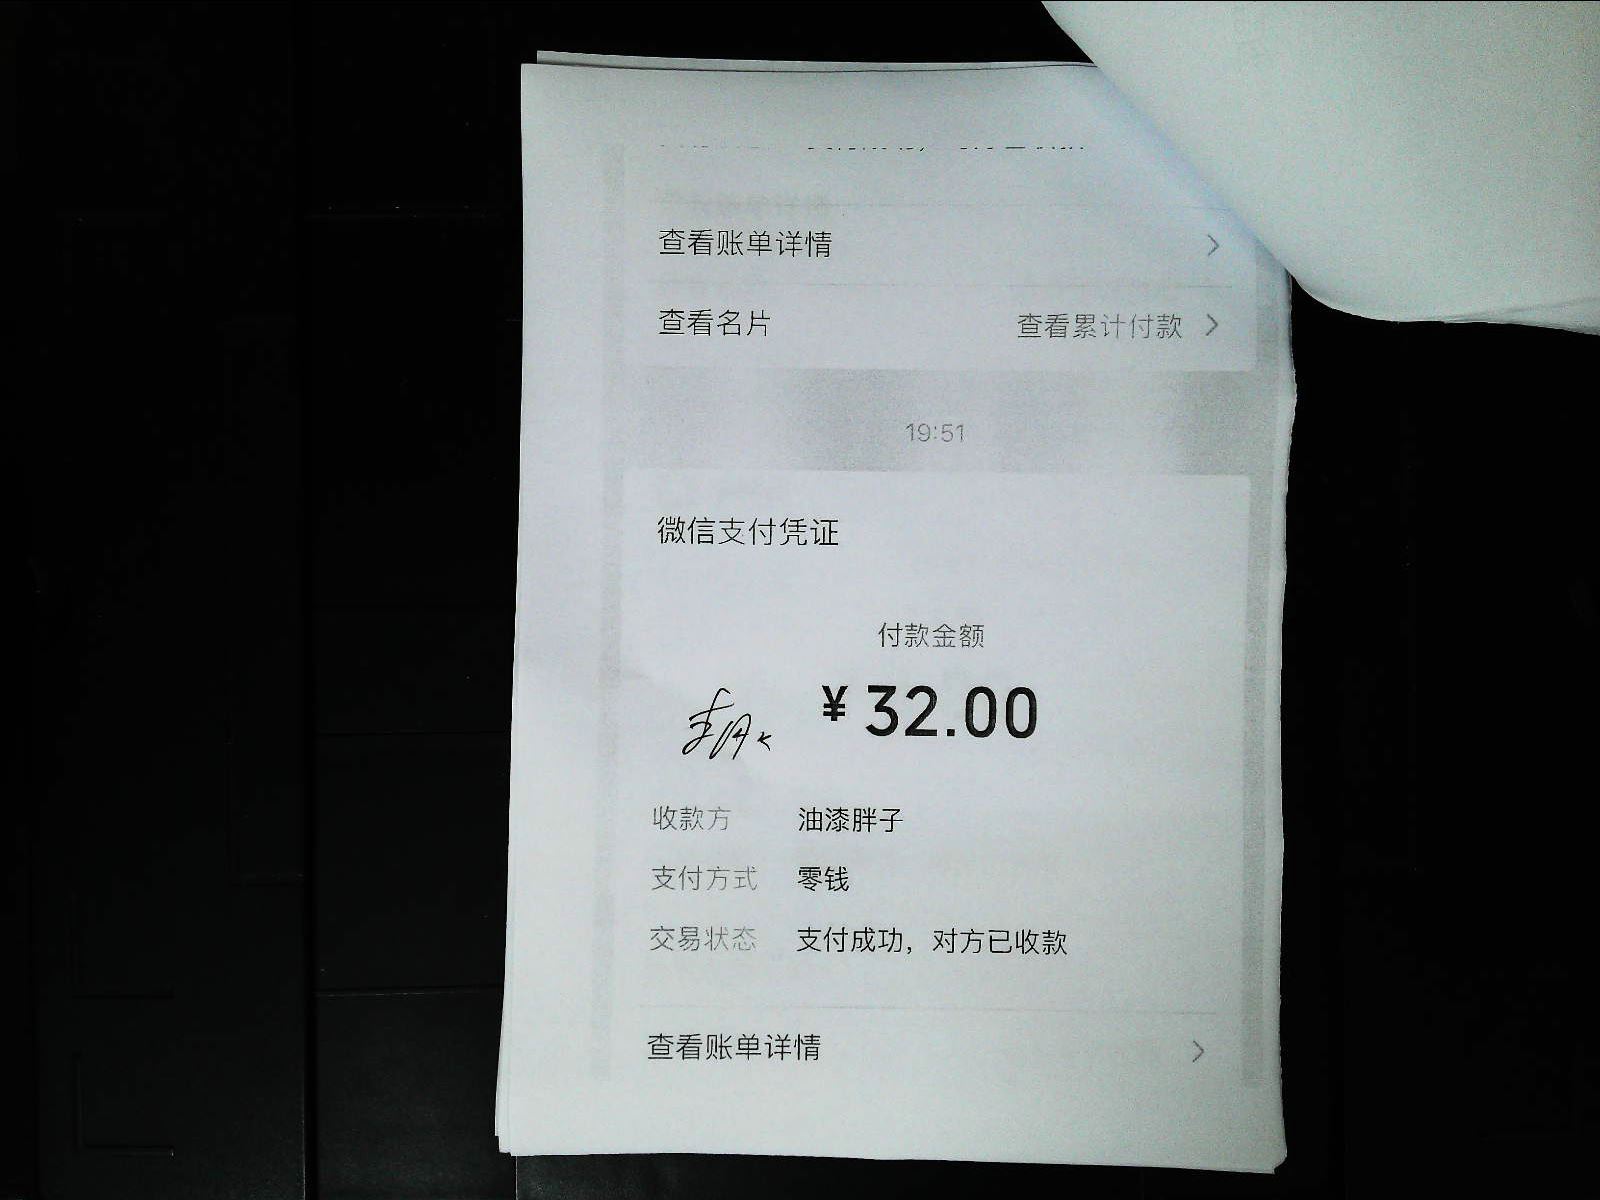 查看账单详情
查看名片 查看累计付款
19:51
微信支付凭证
付款金额
¥32.00
收款方 油漆胖子
支付方式 零钱
交易状态 支付成功，对方已收款
查看账单详情